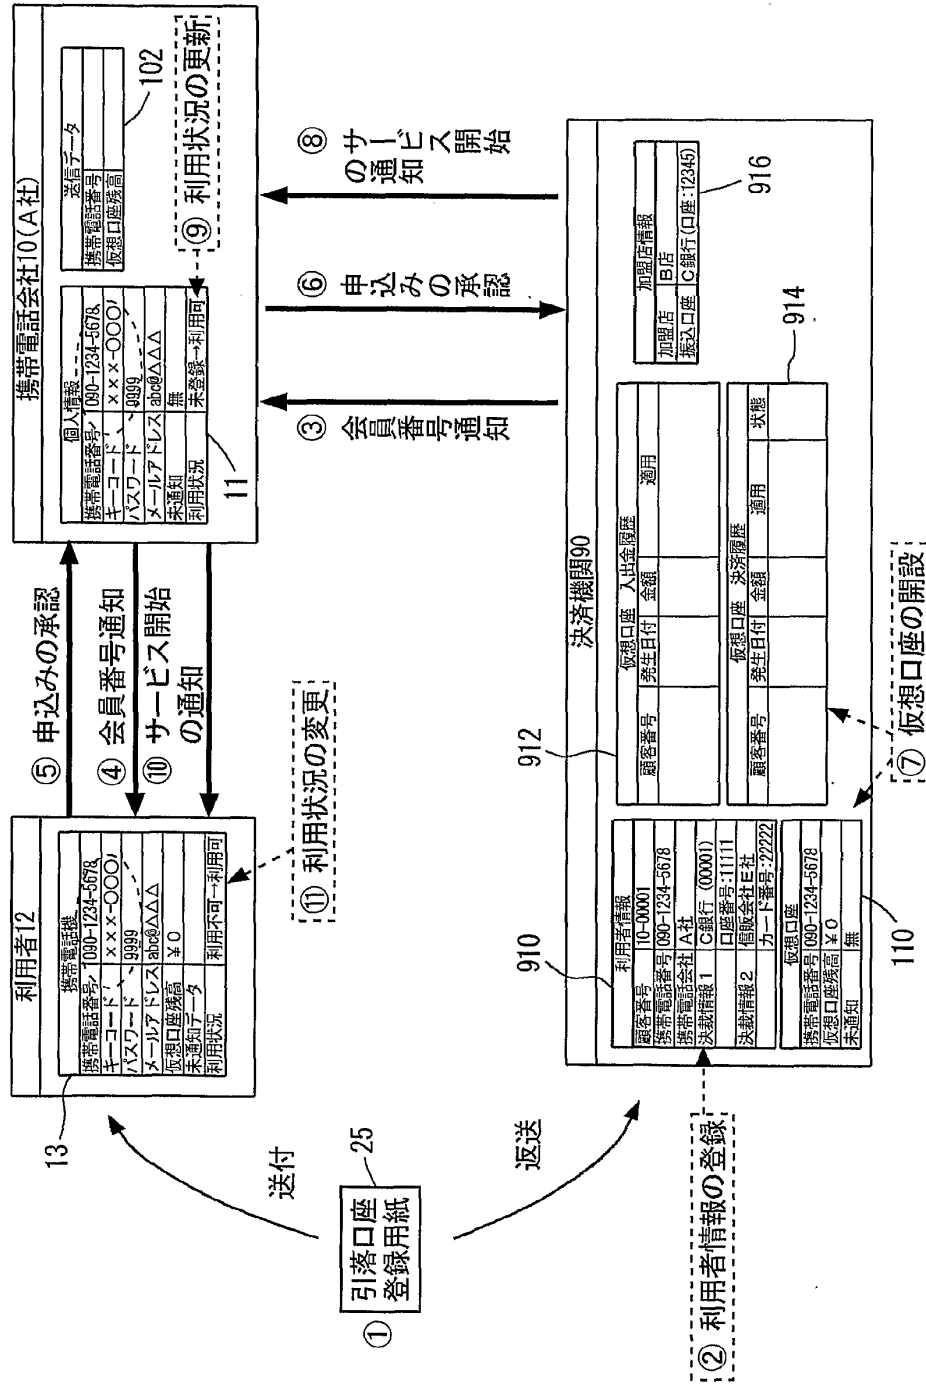 利用者12
携帯電話機
携帯電話番号 090-1234-5678
キーコード ×××-○○○
パスワード 9999
メールアドレス abc@△△△
仮想口座残高 ¥0
未通知データ
利用状況 利用不可→利用可
13
⑪ 利用状況の変更
⑤ 申込みの承認
④ 会員番号通知
⑩ サービス開始
の通知
携帯電話会社10(A社)
個人情報
携帯電話番号 090-1234-5678
キーコード ×××-○○○
パスワード 9999
メールアドレス abc@△△△
未通知 無
利用状況 未登録→利用可
11
送信データ
携帯電話番号
仮想口座残高
102
⑨ 利用状況の更新
① 引落口座
登録用紙
25
送付
返送
③ 会員番号
通知
⑥ 申込みの
承認
⑧ サービス開始
の通知
決済機関90
910
利用者情報
顧客番号 10-00001
携帯電話番号 090-1234-5678
携帯電話会社 A社
決裁情報1 C銀行 (00001)
口座番号:11111
決裁情報2 信販会社E社
カード番号:22222
仮想口座
携帯電話番号 090-1234-5678
仮想口座残高 ¥0
未通知 無
110
912
仮想口座 入出金履歴
顧客番号 発生日付 金額 適用
仮想口座 決済履歴
顧客番号 発生日付 金額 適用 状態
914
加盟店情報
加盟店 B店
振込口座 C銀行(口座:12345)
916
② 利用者情報の登録
⑦ 仮想口座の開設